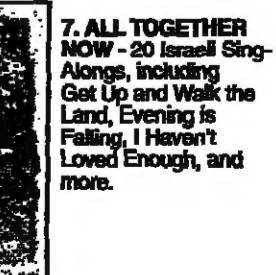 7. ALL TOGETHER
NOW - 20 Israeli Sing-
Alongs, including
Get Up and Walk the
Land, Evening is
Falling, I Haven't
Loved Enough, and
more.